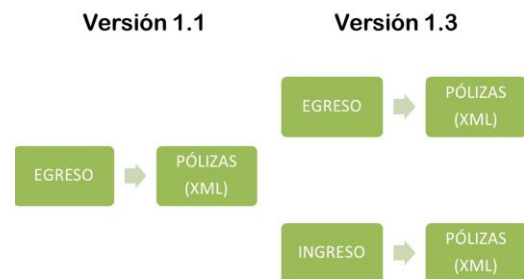 Versión 1.1
EGRESO
PÓLIZAS
(XML)
Versión 1.3
EGRESO
PÓLIZAS
(XML)
INGRESO
PÓLIZAS
(XML)